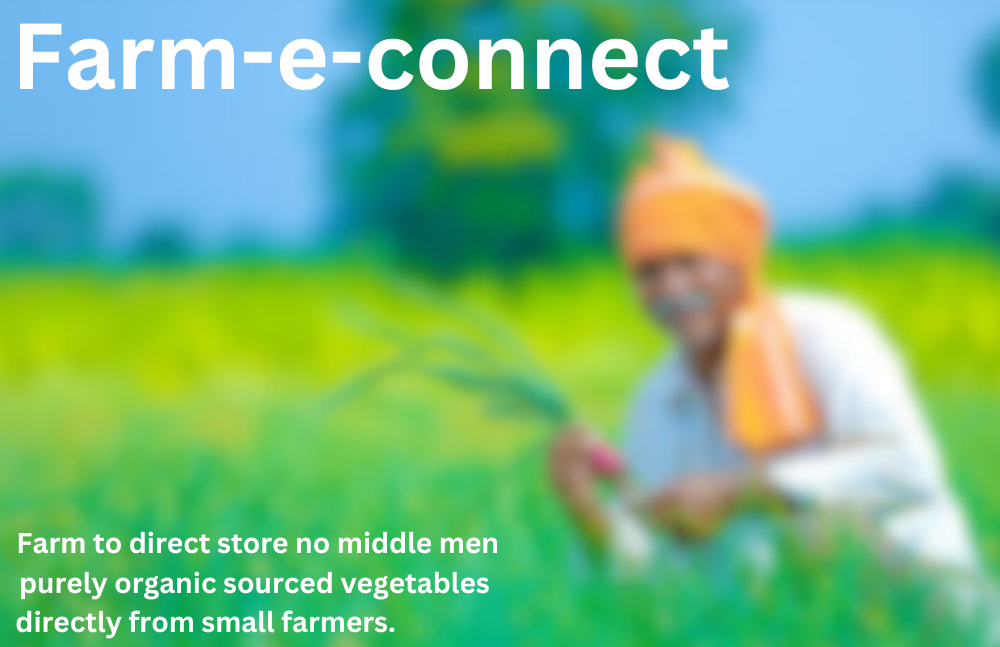 Farm-e-connect
Farm to direct store no middle men
purely organic sourced vegetables
directly from small farmers.